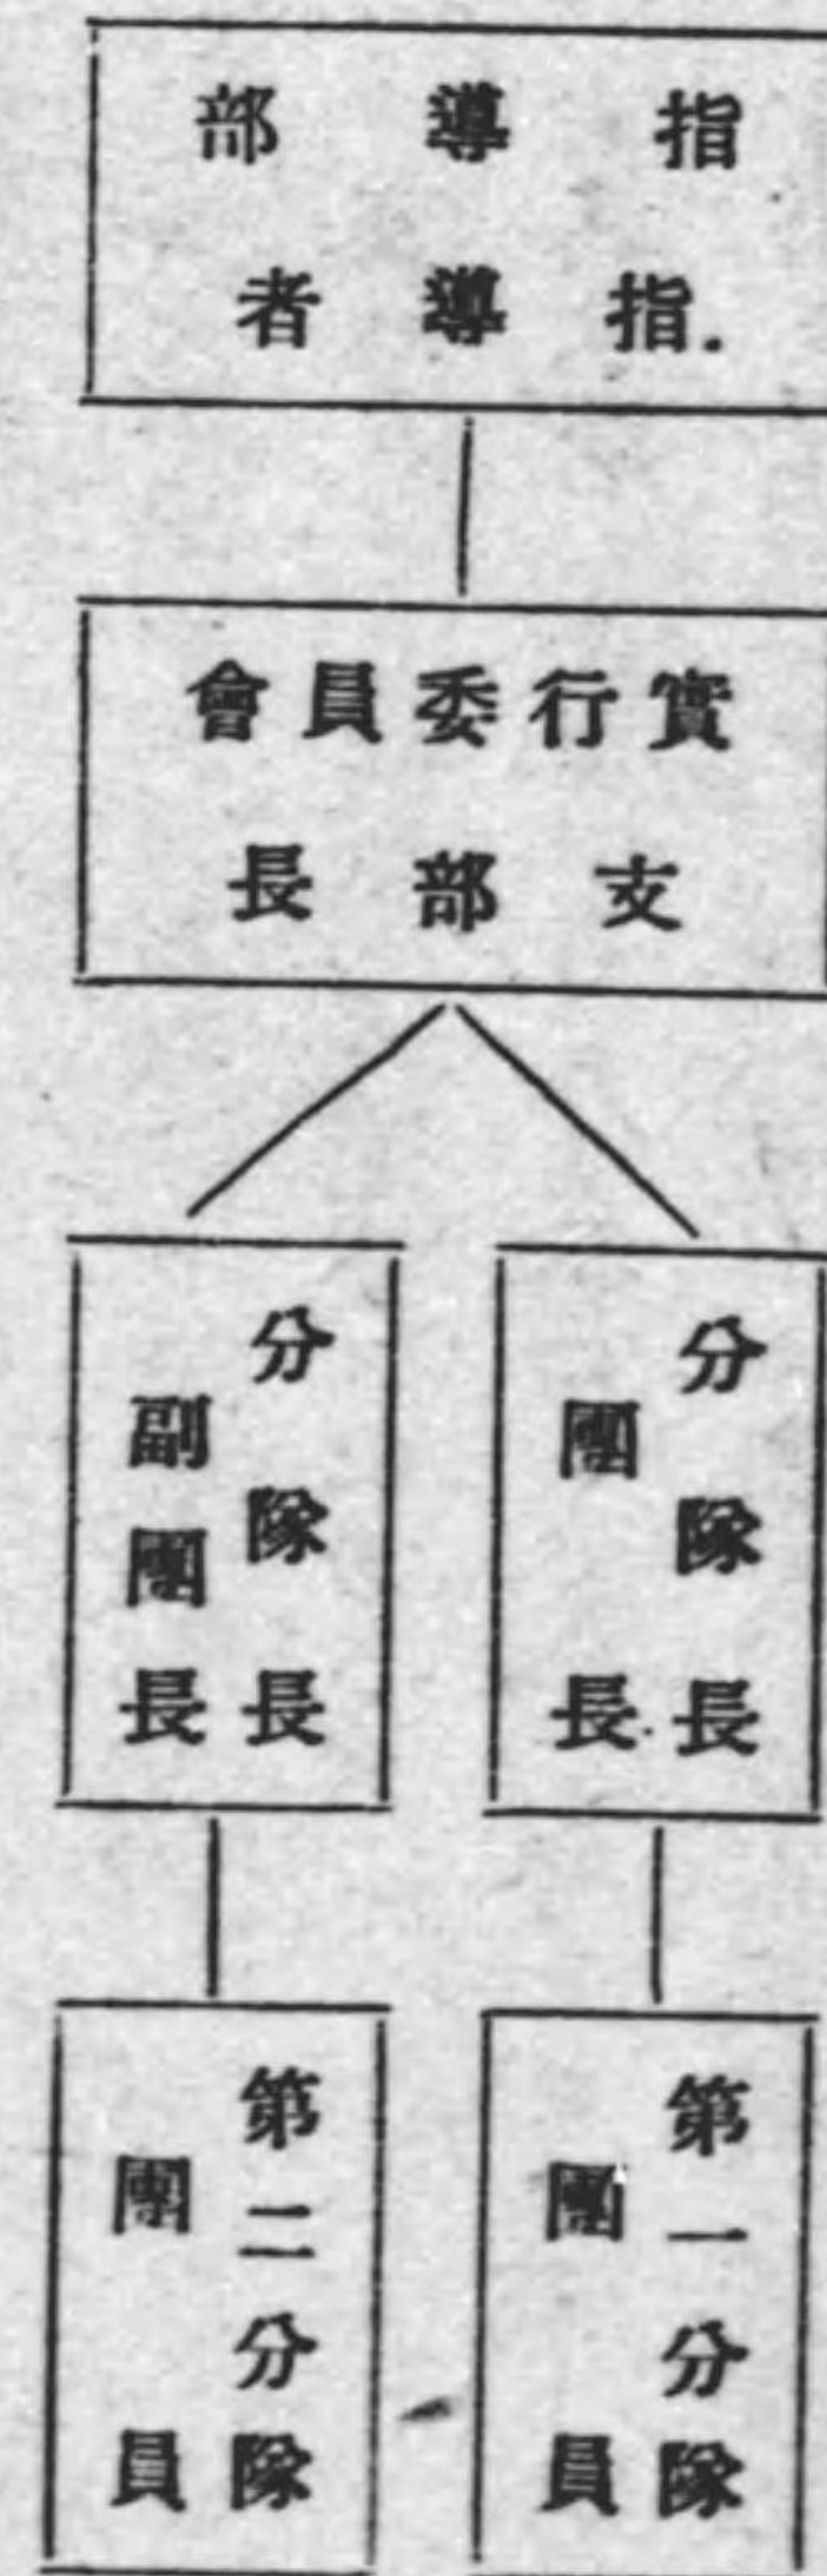 指導部
指導者
實行委員會
支部長
分隊長
團長
分隊長
副團長
第一分隊
團員
第二分隊
團員